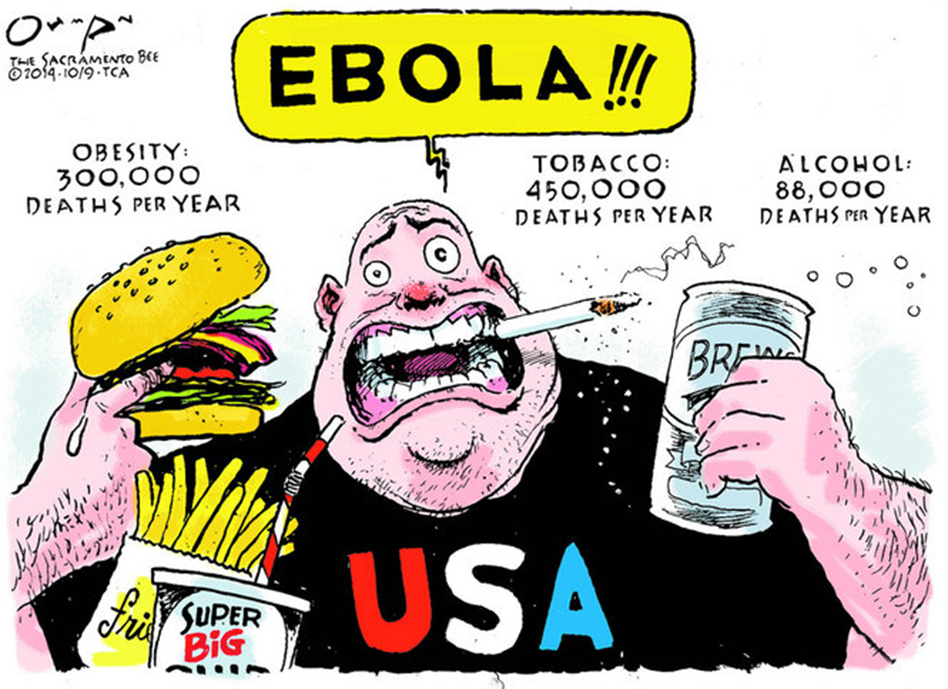 THE SACRAMENTO BEE
©2014·10/9·TCA
EBOLA!!!
OBESITY:
300,000
DEATHS PER YEAR
TOBACCO:
450,000
DEATHS PER YEAR
ALCOHOL:
88,000
DEATHS PER YEAR
BREW
fri
SUPER
BiG
USA